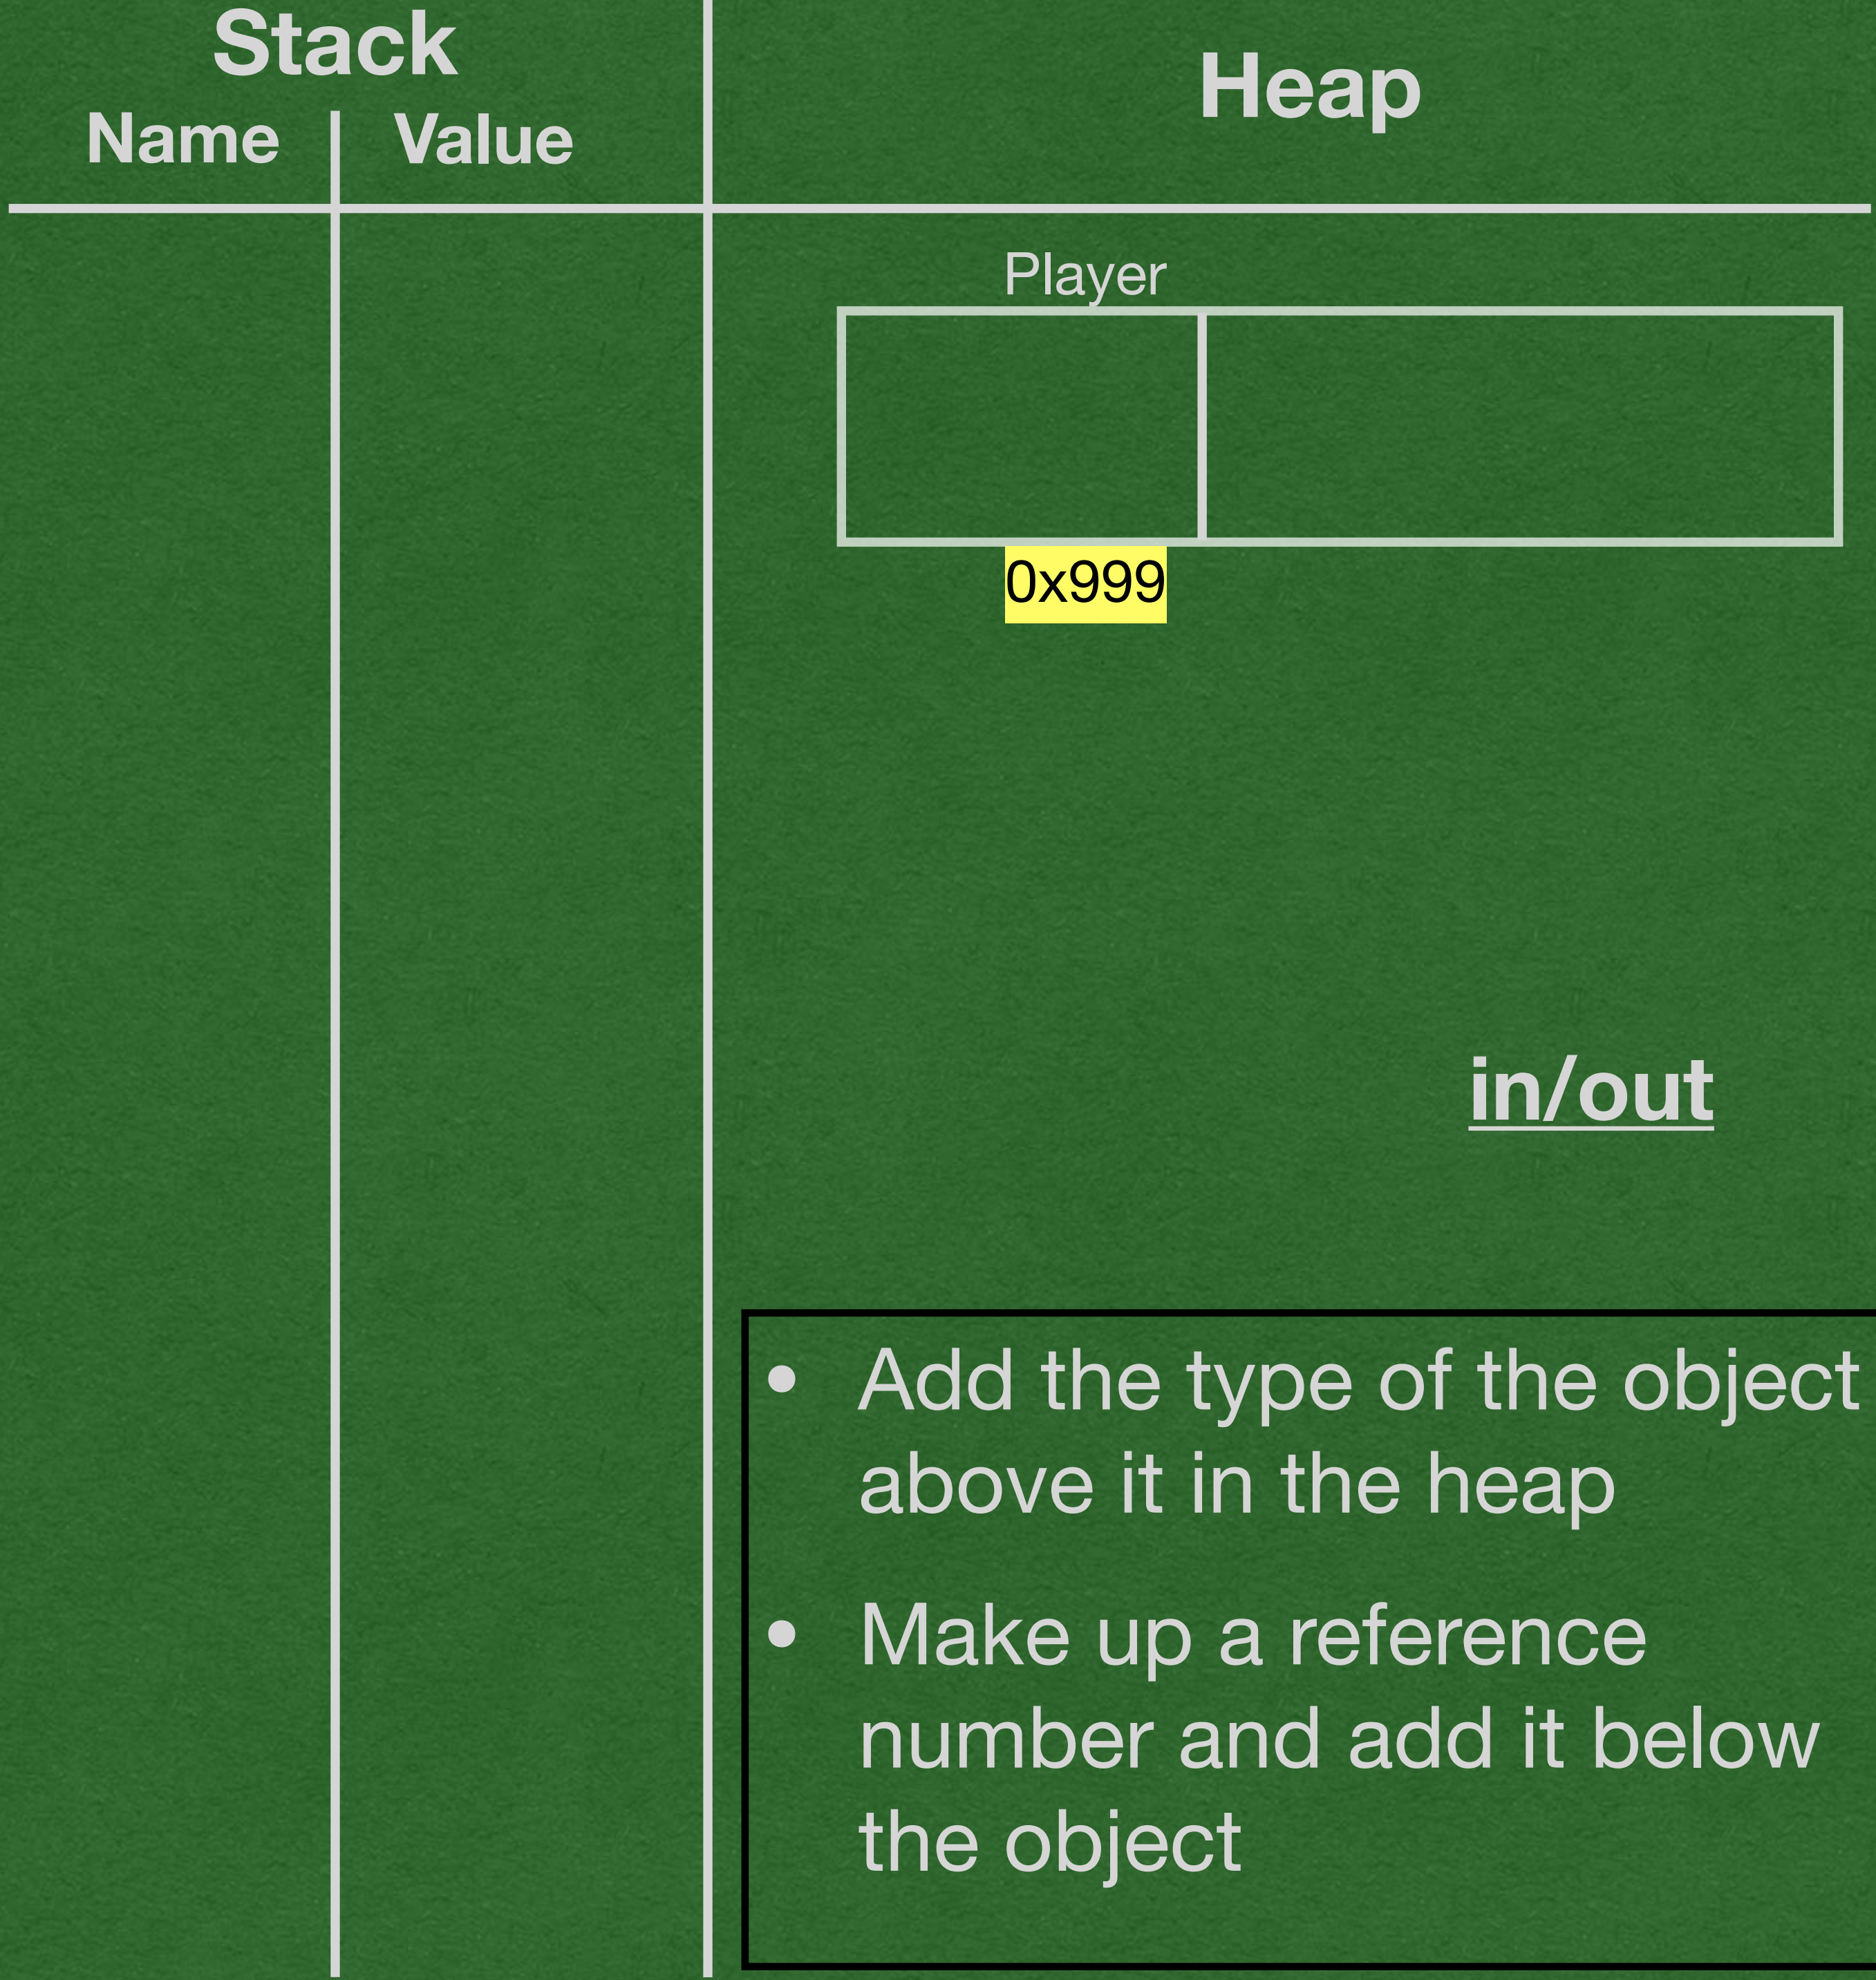 Stack
Heap
Name
Value
Player
0x999
in/out
• Add the type of the object
above it in the heap
• Make up a reference
number and add it below
the object